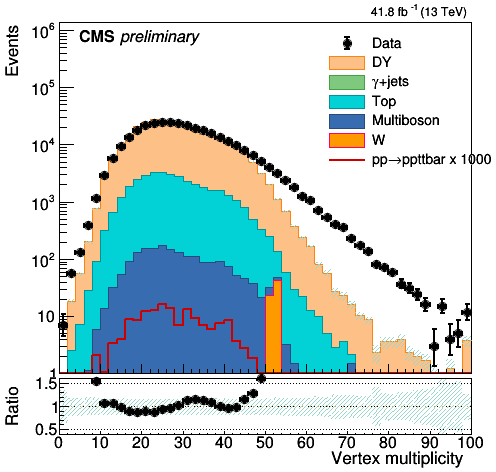 41.8 fb⁻¹ (13 TeV)
CMS preliminary
Events
10⁶
10⁵
10⁴
10³
10²
10
1
Data
DY
γ+jets
Top
Multiboson
W
pp→ppttbar x 1000
Ratio
1.5
1
0.5
0 10 20 30 40 50 60 70 80 90 100
Vertex multiplicity